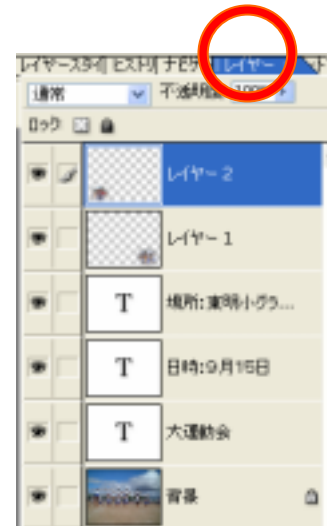 レイヤースタイ ヒストリ ナビゲ レイヤー
通常 不透明度 100%
ロック
レイヤー 2
レイヤー 1
T 場所:東明小グラ...
T 日時:9月15日
T 大運動会
背景